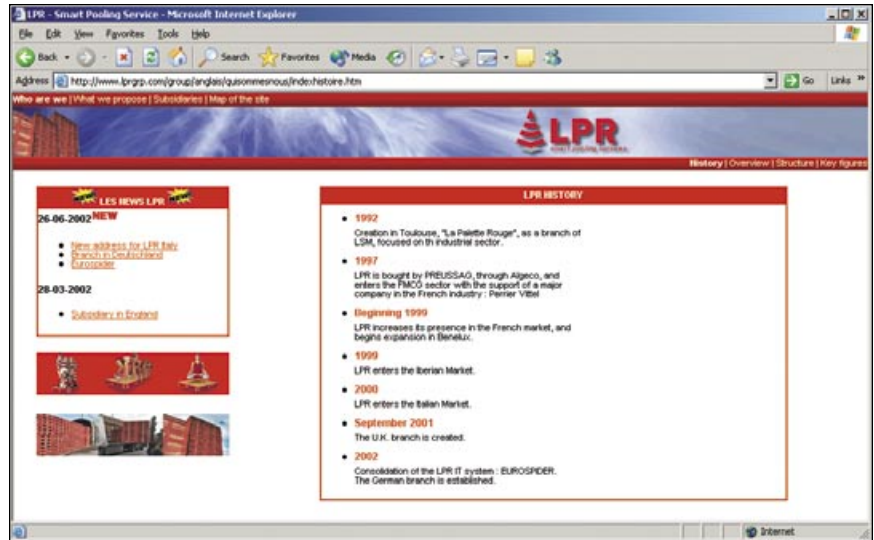 LPR - Smart Pooling Service - Microsoft Internet Explorer
File Edit View Favorites Tools Help
Back Search Favorites Media
Address http://www.lprgrp.com/group/anglais/quisommesnous/indexhistoire.htm Go Links »
Who are we | What we propose | Subsidiaries | Map of the site
LPR
History | Overview | Structure | Key figures
NEW LES NEWS LPR NEW
26-06-2002 NEW
New address for LPR Italy
Branch in Deutschland
Eurospider
28-03-2002
Subsidiary in England
LPR HISTORY
1992
Creation in Toulouse, "La Palette Rouge", as a branch of
LSM, focused on th industrial sector.
1997
LPR is bought by PREUSSAG, through Algeco, and
enters the FMCG sector with the support of a major
company in the French industry : Perrier Vittel
Beginning 1999
LPR increases its presence in the French market, and
begins expansion in Benelux.
1999
LPR enters the Iberian Market.
2000
LPR enters the Italian Market.
September 2001
The U.K. branch is created.
2002
Consolidation of the LPR IT system : EUROSPIDER.
The German branch is established.
Internet